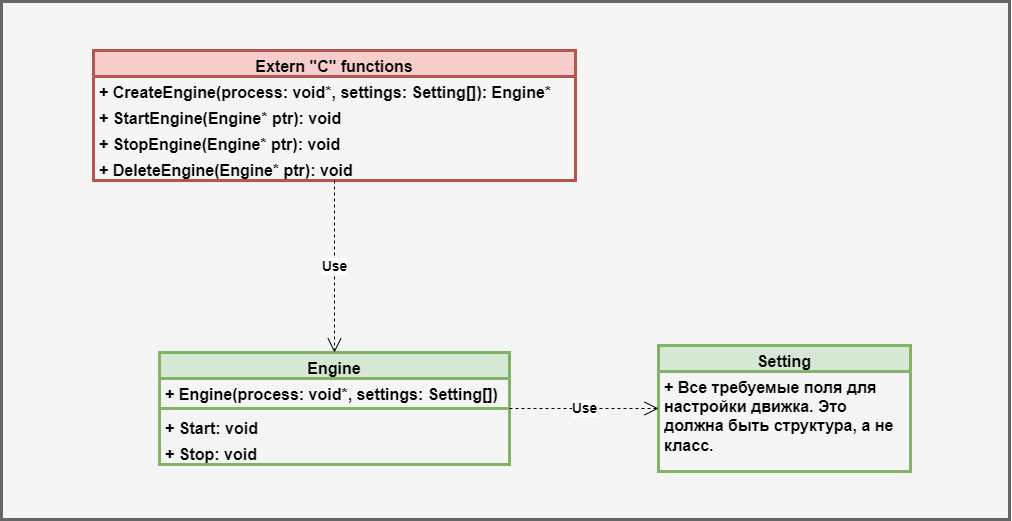 Extern "C" functions
+ CreateEngine(process: void*, settings: Setting[]): Engine*
+ StartEngine(Engine* ptr): void
+ StopEngine(Engine* ptr): void
+ DeleteEngine(Engine* ptr): void
Use
Engine
+ Engine(process: void*, settings: Setting[])
+ Start: void
+ Stop: void
Use
Setting
+ Все требуемые поля для
настройки движка. Это
должна быть структура, а не
класс.